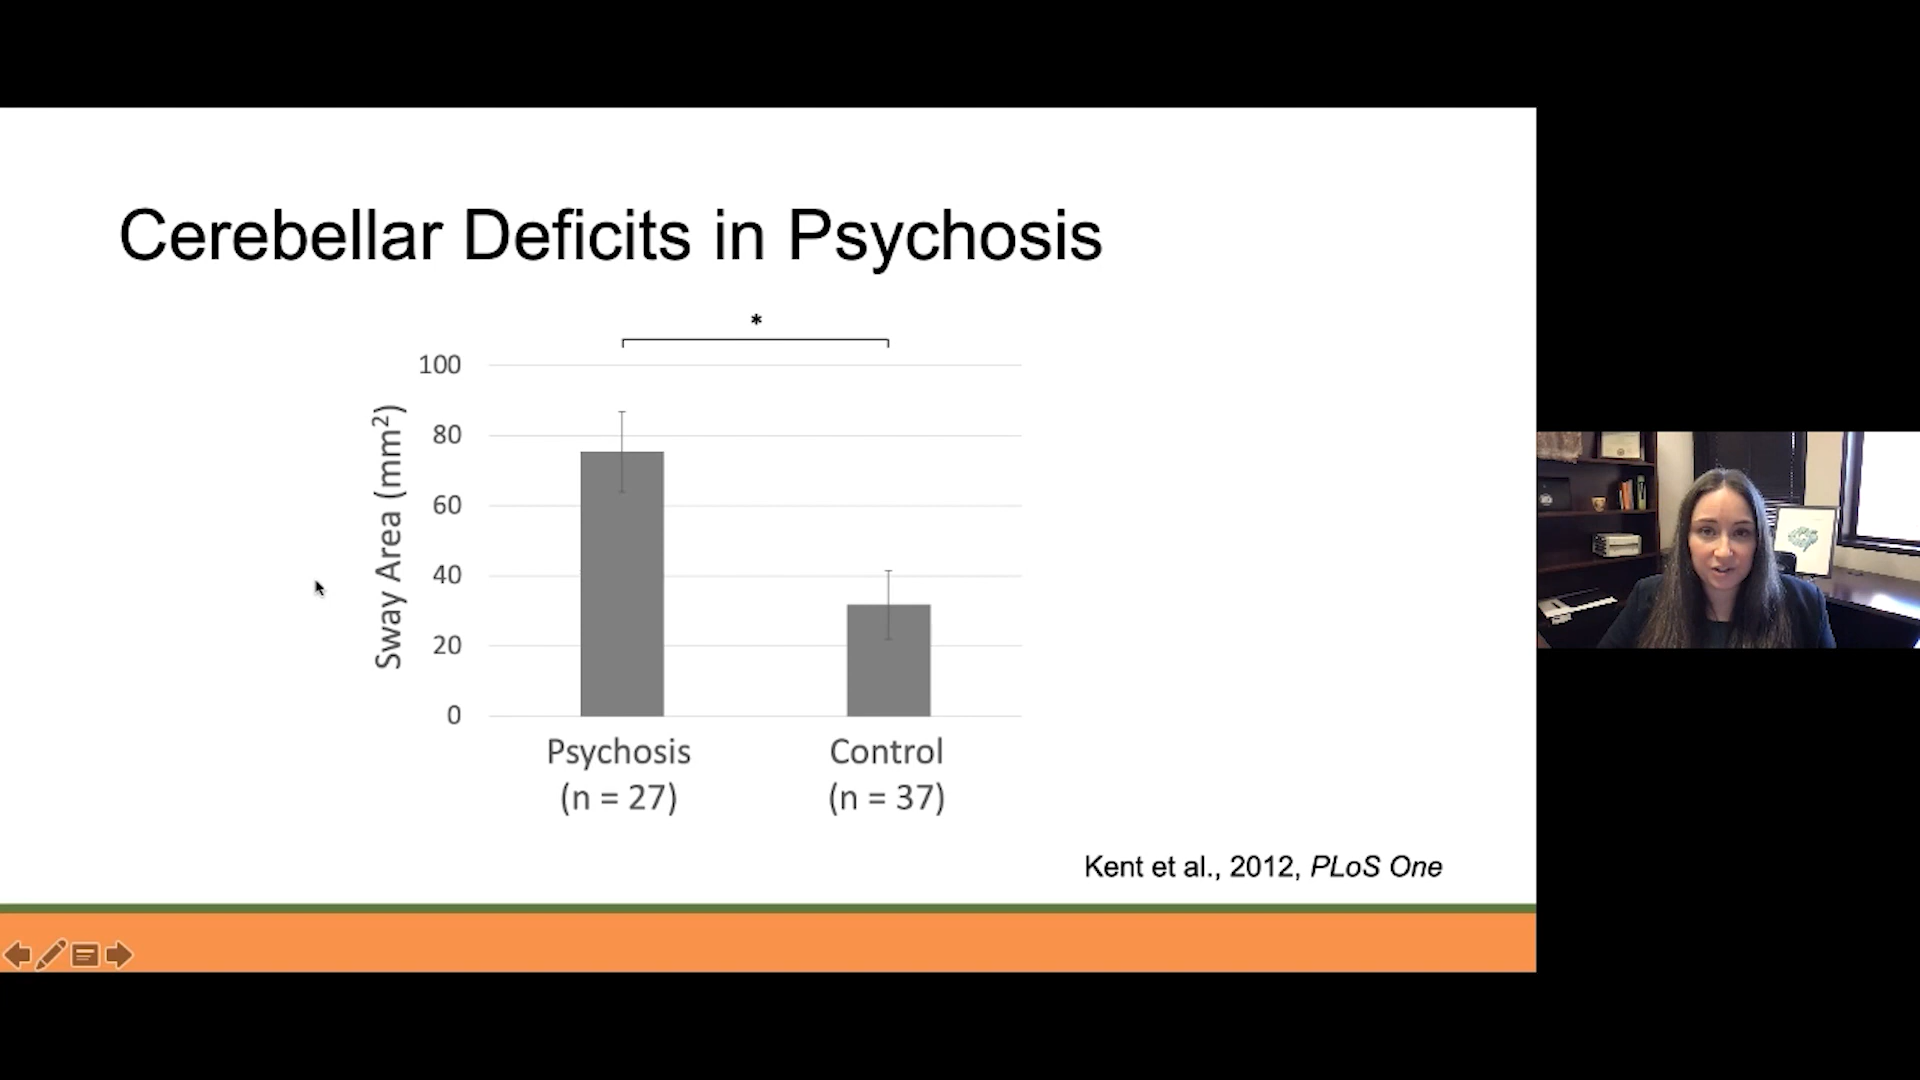 Cerebellar Deficits in Psychosis
*
100
80
60
40
20
0
Sway Area (mm²)
Psychosis
(n = 27)
Control
(n = 37)
Kent et al., 2012, PLoS One